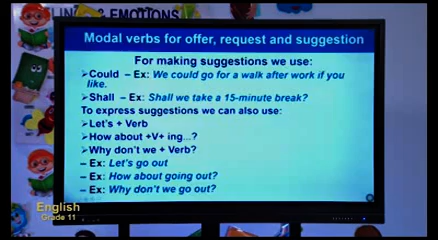 & EMOTIONS
Modal verbs for offer, request and suggestion
For making suggestions we use:
➢Could – Ex: We could go for a walk after work if you
like.
➢Shall – Ex: Shall we take a 15-minute break?
To express suggestions we can also use:
➢Let's + Verb
➢How about +V+ ing...?
➢Why don't we + Verb?
– Ex: Let's go out
– Ex: How about going out?
– Ex: Why don't we go out?
English
Grade 11